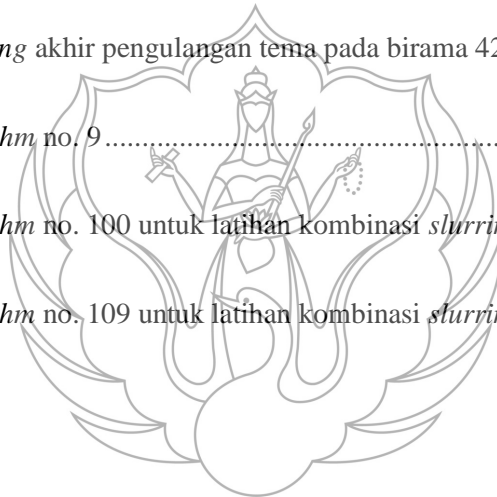 ng akhir pengulangan tema pada birama 42
hm no. 9 ...............................................................
hm no. 100 untuk latihan kombinasi slurri
hm no. 109 untuk latihan kombinasi slurri